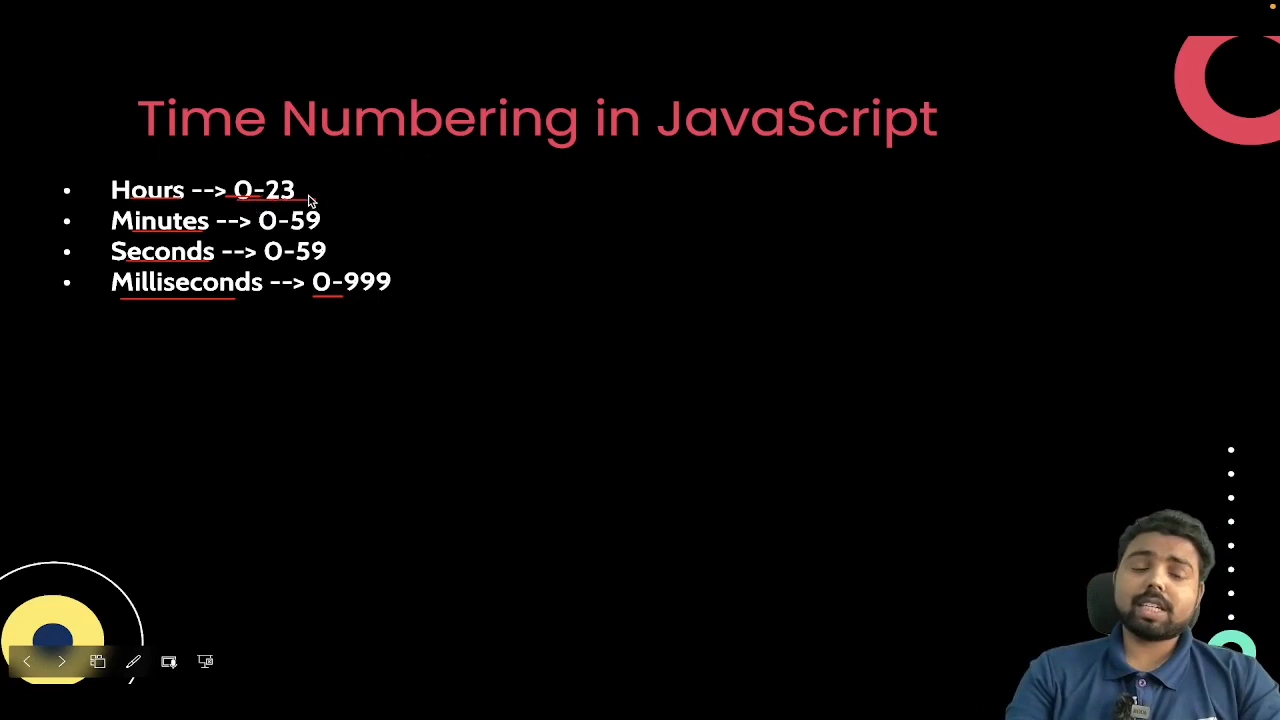 Time Numbering in JavaScript
• Hours --> 0-23
• Minutes --> 0-59
• Seconds --> 0-59
• Milliseconds --> 0-999